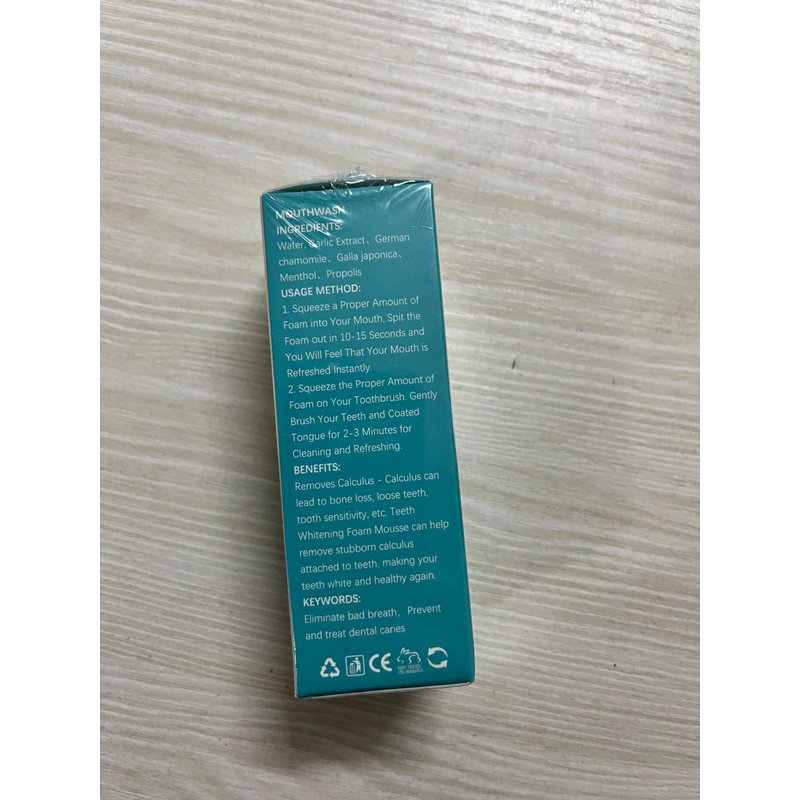 MOUTHWASH
INGREDIENTS:
Water, Garlic Extract、German
chamomile、Galla japonica、
Menthol、Propolis
USAGE METHOD:
1. Squeeze a Proper Amount of
Foam into Your Mouth, Spit the
Foam out in 10-15 Seconds and
You Will Feel That Your Mouth is
Refreshed Instantly.
2. Squeeze the Proper Amount of
Foam on Your Toothbrush. Gently
Brush Your Teeth and Coated
Tongue for 2-3 Minutes for
Cleaning and Refreshing.
BENEFITS:
Removes Calculus - Calculus can
lead to bone loss, loose teeth,
tooth sensitivity, etc. Teeth
Whitening Foam Mousse can help
remove stubborn calculus
attached to teeth, making your
teeth white and healthy again.
KEYWORDS:
Eliminate bad breath、Prevent
and treat dental caries
CE
NOT TESTED
ON ANIMALS